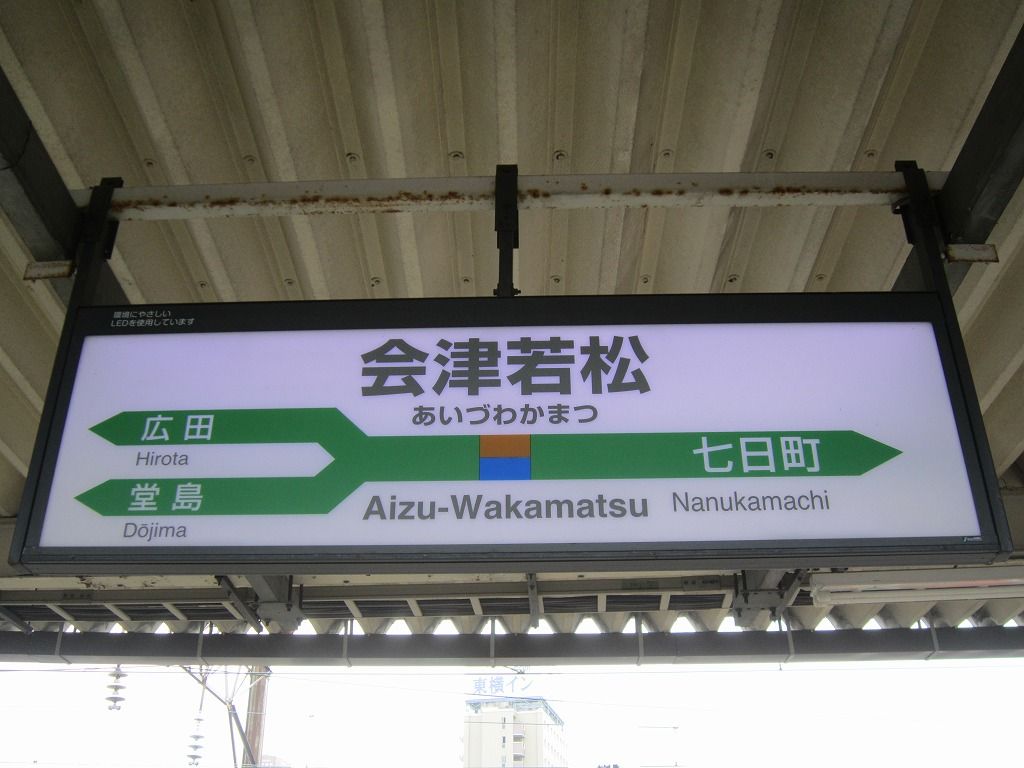 環境にやさしい
LEDを使用しています
会津若松
あいづわかまつ
広田
Hirota
堂島
Dōjima
七日町
Aizu-Wakamatsu
Nanukamachi
東横イン